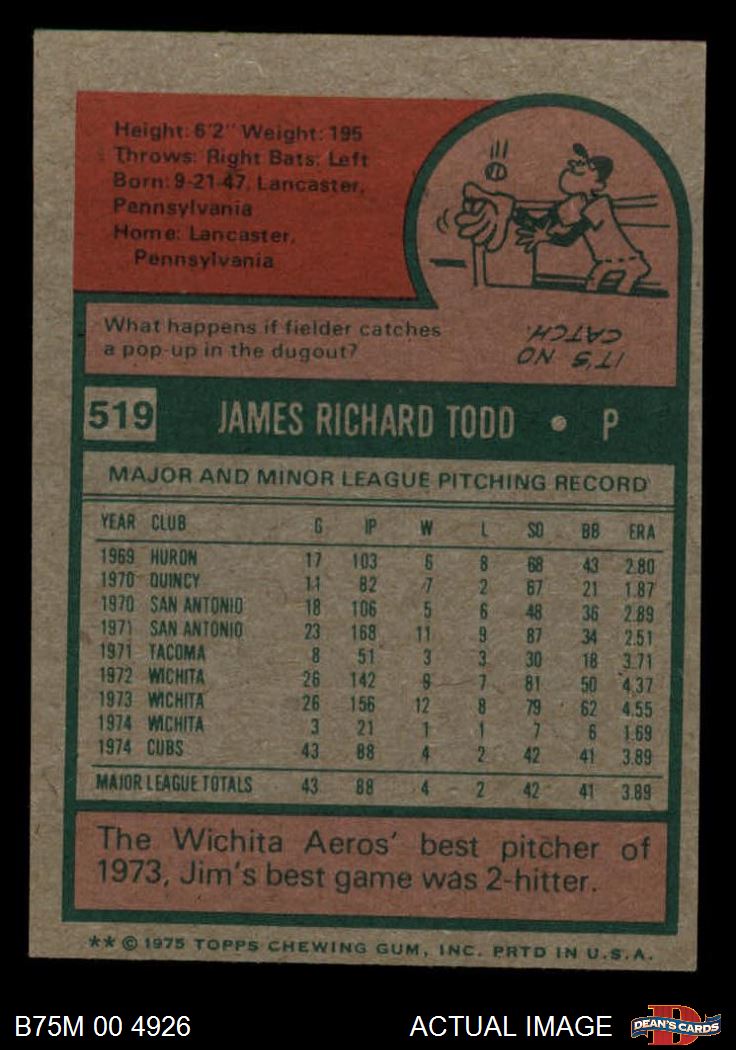 Height: 6'2" Weight: 195
Throws: Right Bats: Left
Born: 9-21-47, Lancaster,
Pennsylvania
Home: Lancaster,
Pennsylvania
What happens if fielder catches
a pop-up in the dugout?
IT'S NO
CATCH.
519 JAMES RICHARD TODD • P
MAJOR AND MINOR LEAGUE PITCHING RECORD
YEAR CLUB G IP W L SO BB ERA
1969 HURON 17 103 6 8 68 43 2.80
1970 QUINCY 11 82 7 2 67 21 1.87
1970 SAN ANTONIO 18 106 5 6 48 36 2.89
1971 SAN ANTONIO 23 168 11 9 87 34 2.51
1971 TACOMA 8 51 3 3 30 18 3.71
1972 WICHITA 26 142 7 81 50 4.37
1973 WICHITA 26 156 12 8 79 62 4.55
1974 WICHITA 3 21 1 1 7 6 1.69
1974 CUBS 43 88 4 2 42 41 3.89
MAJOR LEAGUE TOTALS 43 88 4 2 42 41 3.89
The Wichita Aeros' best pitcher of
1973, Jim's best game was 2-hitter.
** © 1975 TOPPS CHEWING GUM, INC. PRTD IN U.S.A.
B75M 00 4926 ACTUAL IMAGE DEAN'S CARDS